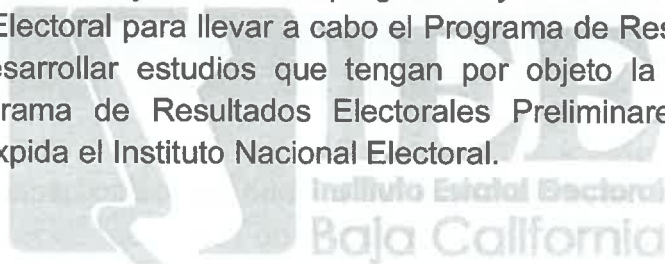 Electoral para llevar a cabo el Programa de Res
esarrollar estudios que tengan por objeto la
rama de Resultados Electorales Preliminare
xpida el Instituto Nacional Electoral.
IEE
Instituto Estatal Electoral
Baja California